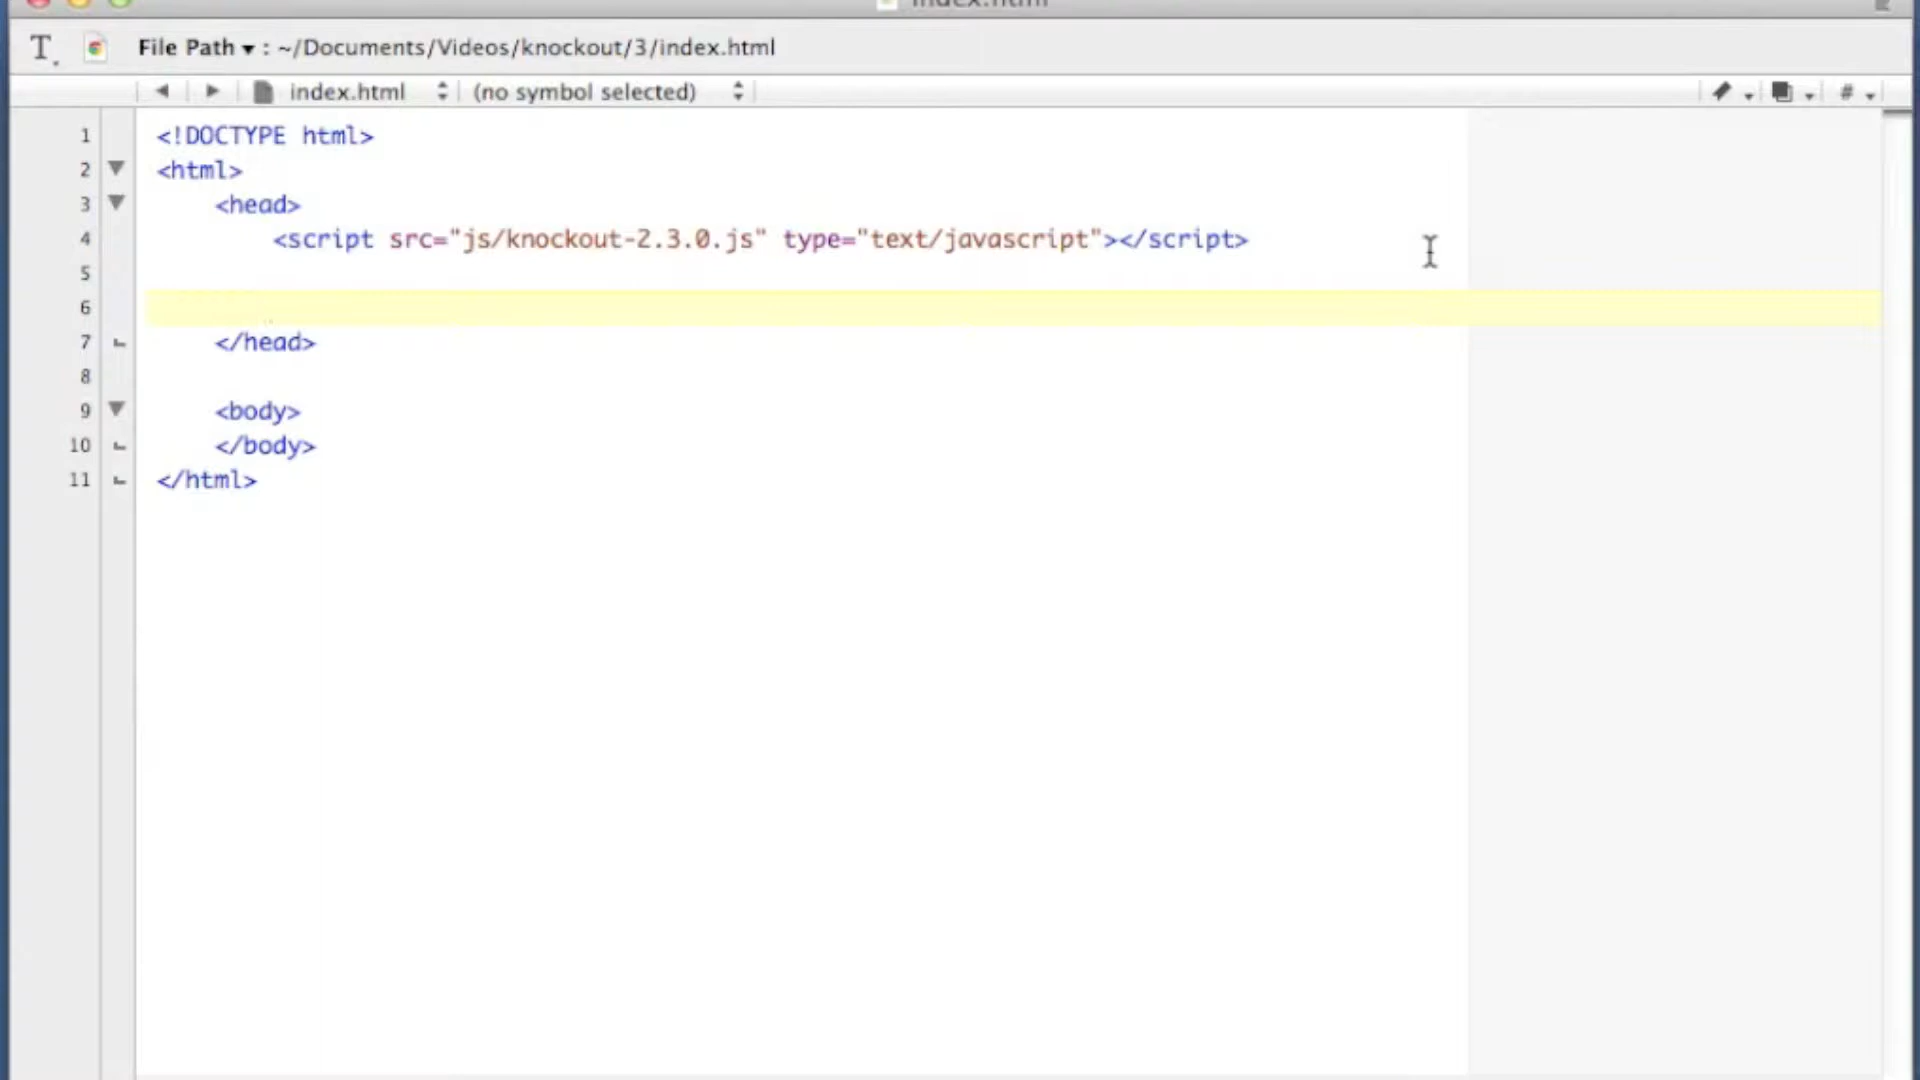 index.html
T.
File Path ▾ : ~/Documents/Videos/knockout/3/index.html
index.html (no symbol selected) #
1 <!DOCTYPE html>
2 <html>
3 <head>
4 <script src="js/knockout-2.3.0.js" type="text/javascript"></script>
5
6
7 </head>
8
9 <body>
10 </body>
11 </html>